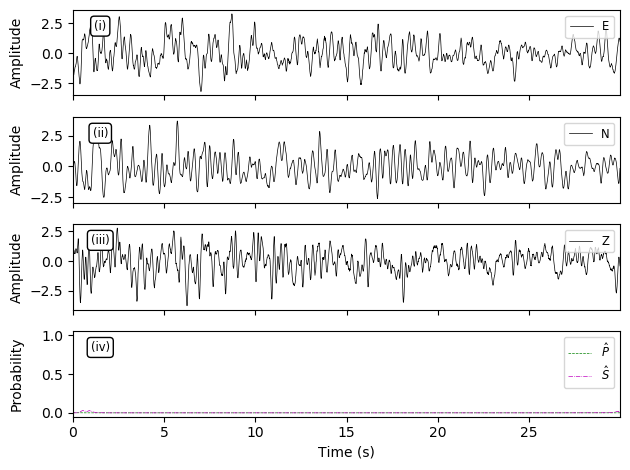 2.5
0.0
−2.5
Amplitude
(i)
E
2.5
0.0
−2.5
Amplitude
(ii)
N
2.5
0.0
−2.5
Amplitude
(iii)
Z
1.0
0.5
0.0
Probability
(iv)
P̂
Ŝ
0
5
10
15
20
25
Time (s)